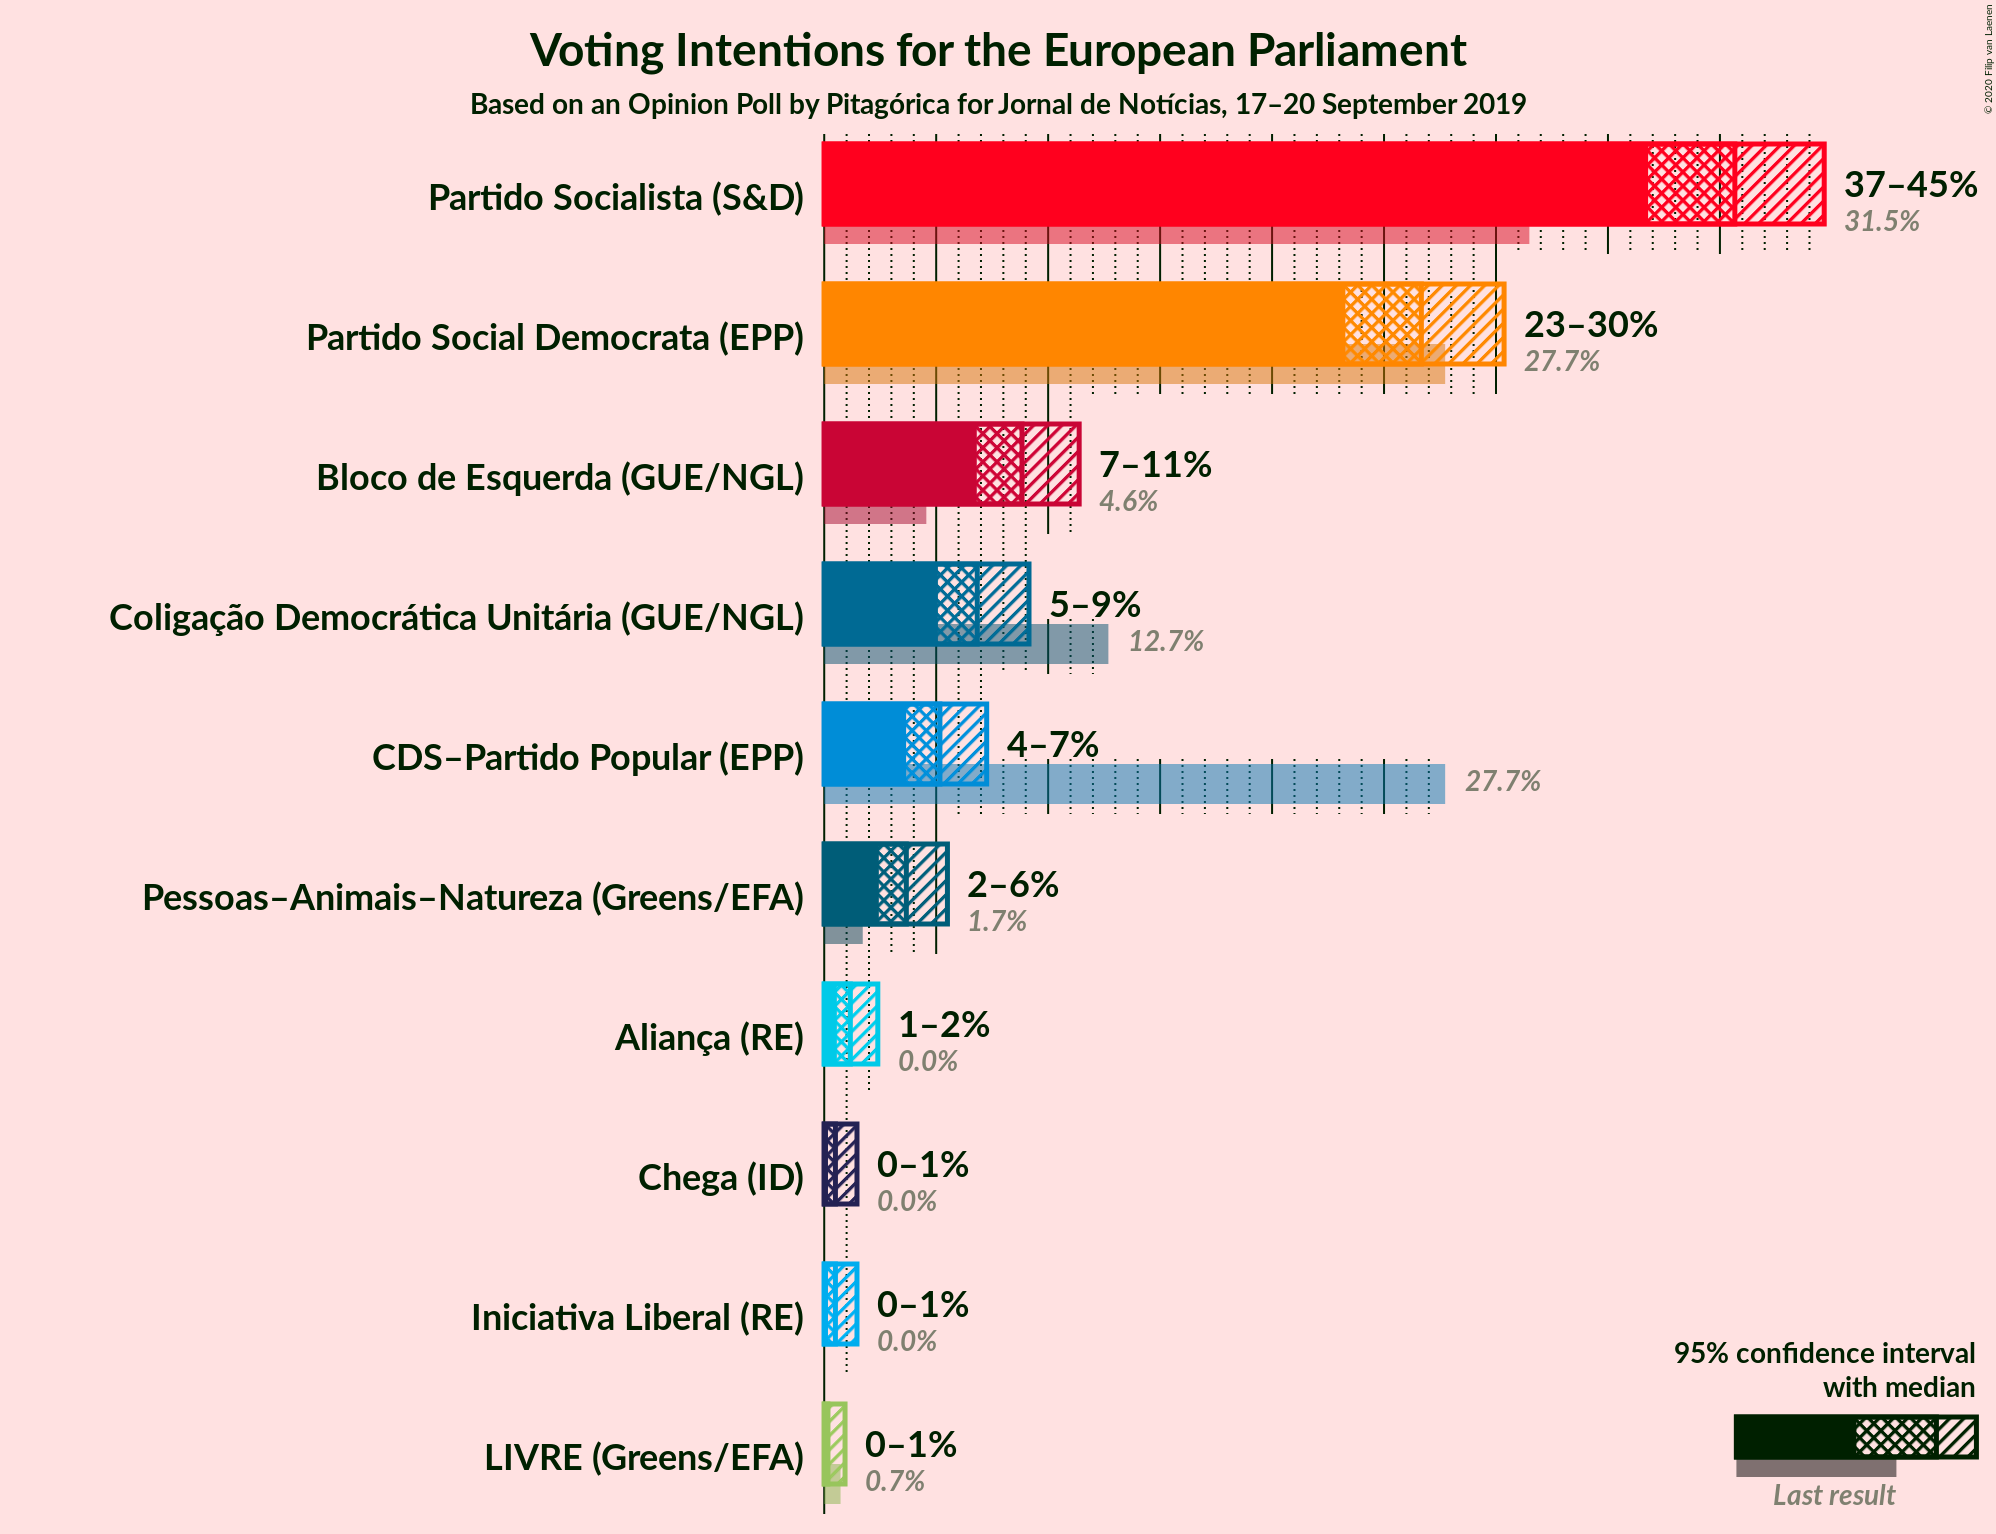 Voting Intentions for the European Parliament
Based on an Opinion Poll by Pitagórica for Jornal de Notícias, 17–20 September 2019
© 2020 Filip van Laenen
Partido Socialista (S&D)
37–45%
31.5%
Partido Social Democrata (EPP)
23–30%
27.7%
Bloco de Esquerda (GUE/NGL)
7–11%
4.6%
Coligação Democrática Unitária (GUE/NGL)
5–9%
12.7%
CDS–Partido Popular (EPP)
4–7%
27.7%
Pessoas–Animais–Natureza (Greens/EFA)
2–6%
1.7%
Aliança (RE)
1–2%
0.0%
Chega (ID)
0–1%
0.0%
Iniciativa Liberal (RE)
0–1%
0.0%
LIVRE (Greens/EFA)
0–1%
0.7%
95% confidence interval
with median
Last result